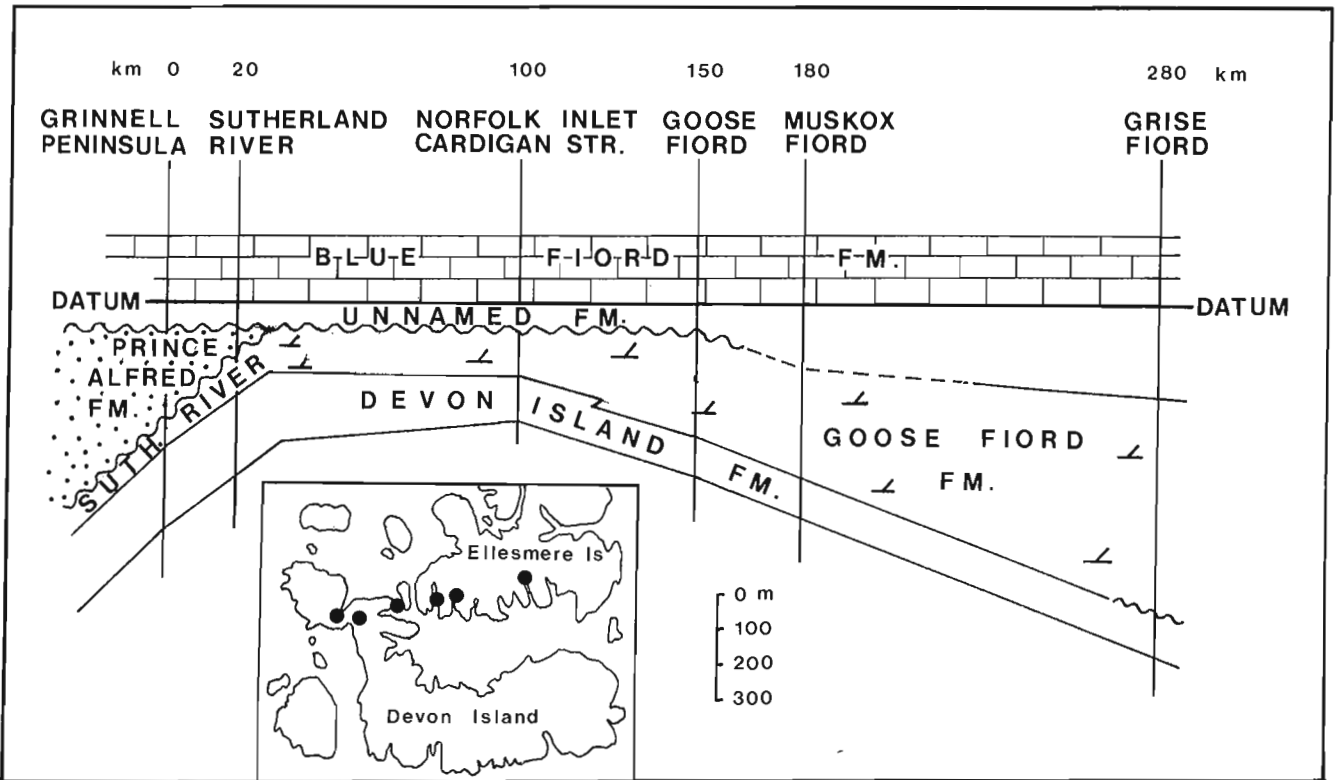 km 0 20 100 150 180 280 km
GRINNELL SUTHERLAND NORFOLK INLET GOOSE MUSKOX GRISE
PENINSULA RIVER CARDIGAN STR. FIORD FIORD FIORD
BLUE FIORD FM.
DATUM DATUM
UNNAMED FM.
PRINCE
ALFRED
FM.
SUTH. RIVER
DEVON ISLAND FM.
GOOSE FIORD
FM.
Ellesmere Is
Devon Island
0 m
100
200
300